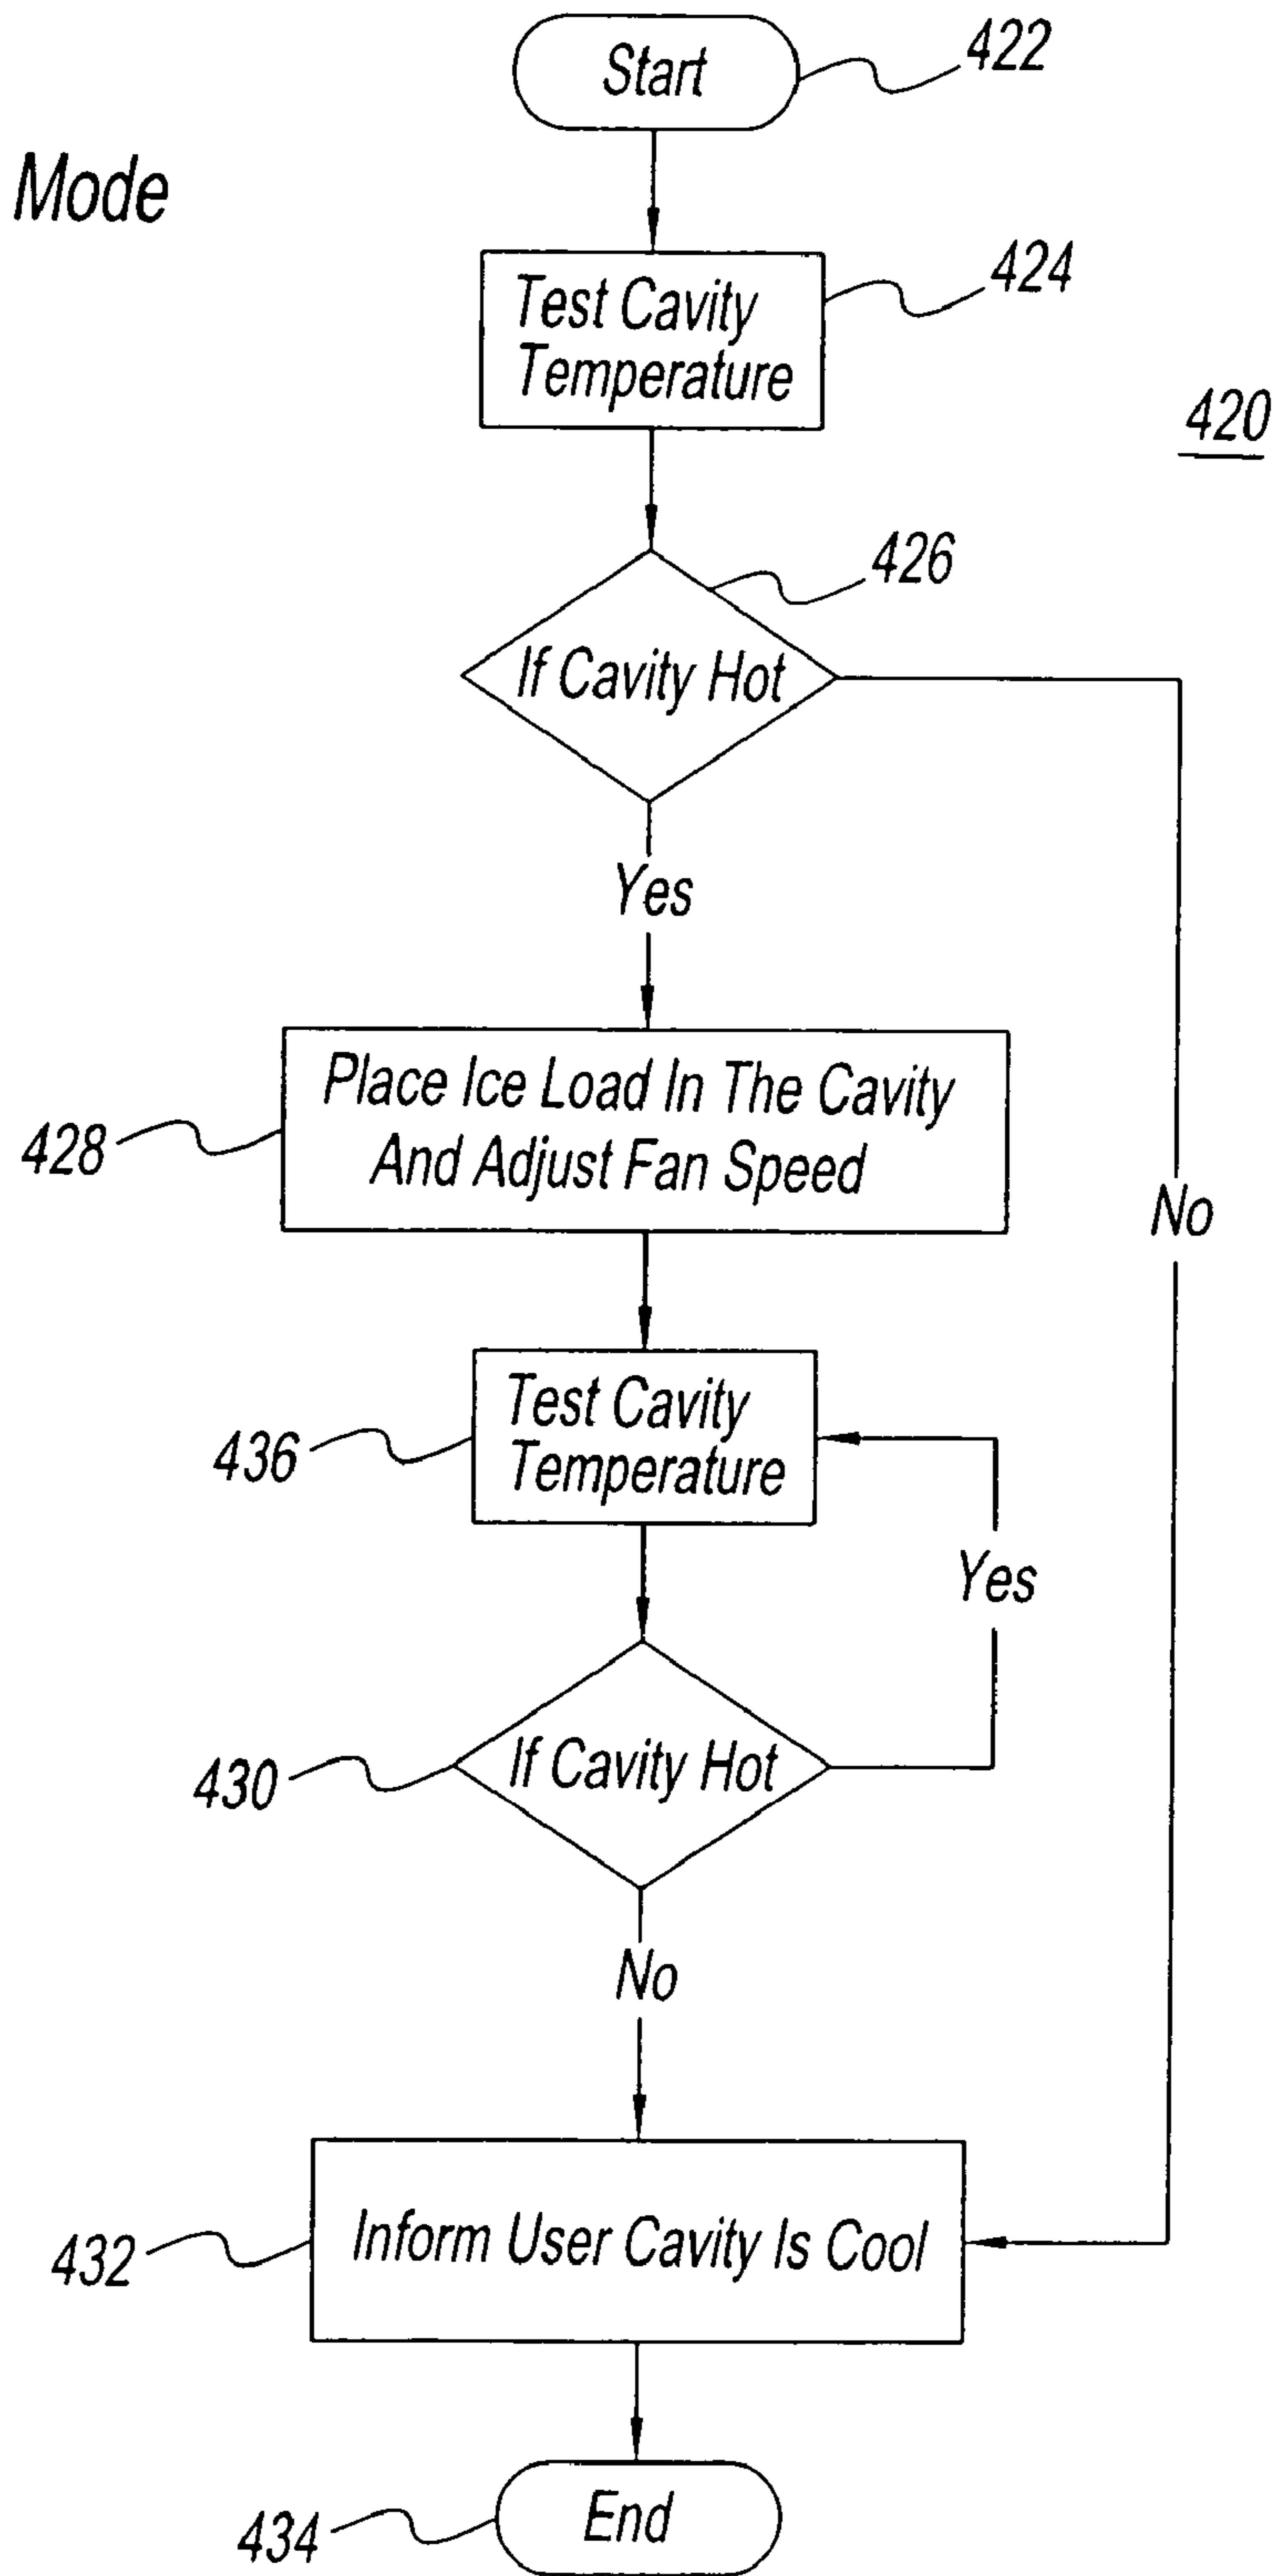 Start
422
Mode
Test Cavity
Temperature
424
420
426
If Cavity Hot
Yes
Place Ice Load In The Cavity
And Adjust Fan Speed
428
No
Test Cavity
Temperature
436
Yes
If Cavity Hot
430
No
Inform User Cavity Is Cool
432
End
434